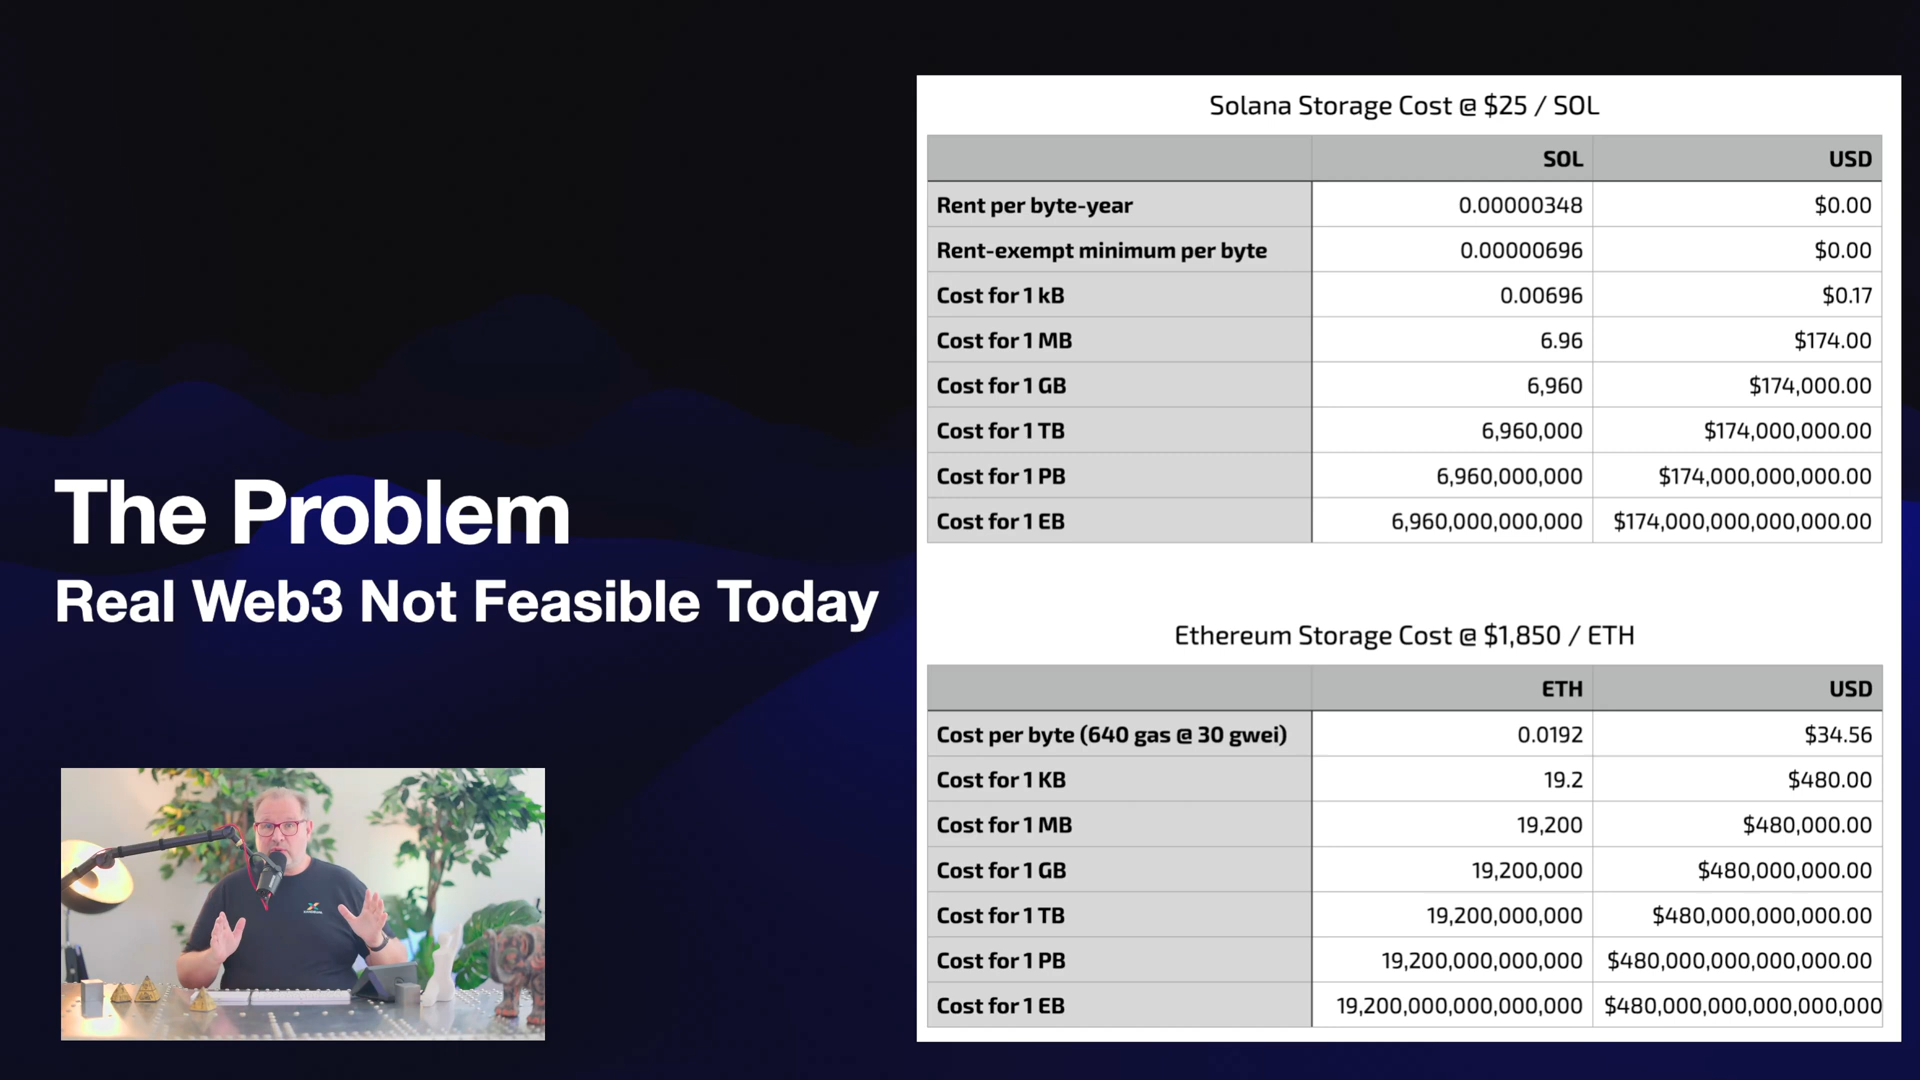 The Problem
Real Web3 Not Feasible Today
Solana Storage Cost @ $25 / SOL
SOL USD
Rent per byte-year 0.00000348 $0.00
Rent-exempt minimum per byte 0.00000696 $0.00
Cost for 1 kB 0.00696 $0.17
Cost for 1 MB 6.96 $174.00
Cost for 1 GB 6,960 $174,000.00
Cost for 1 TB 6,960,000 $174,000,000.00
Cost for 1 PB 6,960,000,000 $174,000,000,000.00
Cost for 1 EB 6,960,000,000,000 $174,000,000,000,000.00
Ethereum Storage Cost @ $1,850 / ETH
ETH USD
Cost per byte (640 gas @ 30 gwei) 0.0192 $34.56
Cost for 1 KB 19.2 $480.00
Cost for 1 MB 19,200 $480,000.00
Cost for 1 GB 19,200,000 $480,000,000.00
Cost for 1 TB 19,200,000,000 $480,000,000,000.00
Cost for 1 PB 19,200,000,000,000 $480,000,000,000,000.00
Cost for 1 EB 19,200,000,000,000,000 $480,000,000,000,000,000